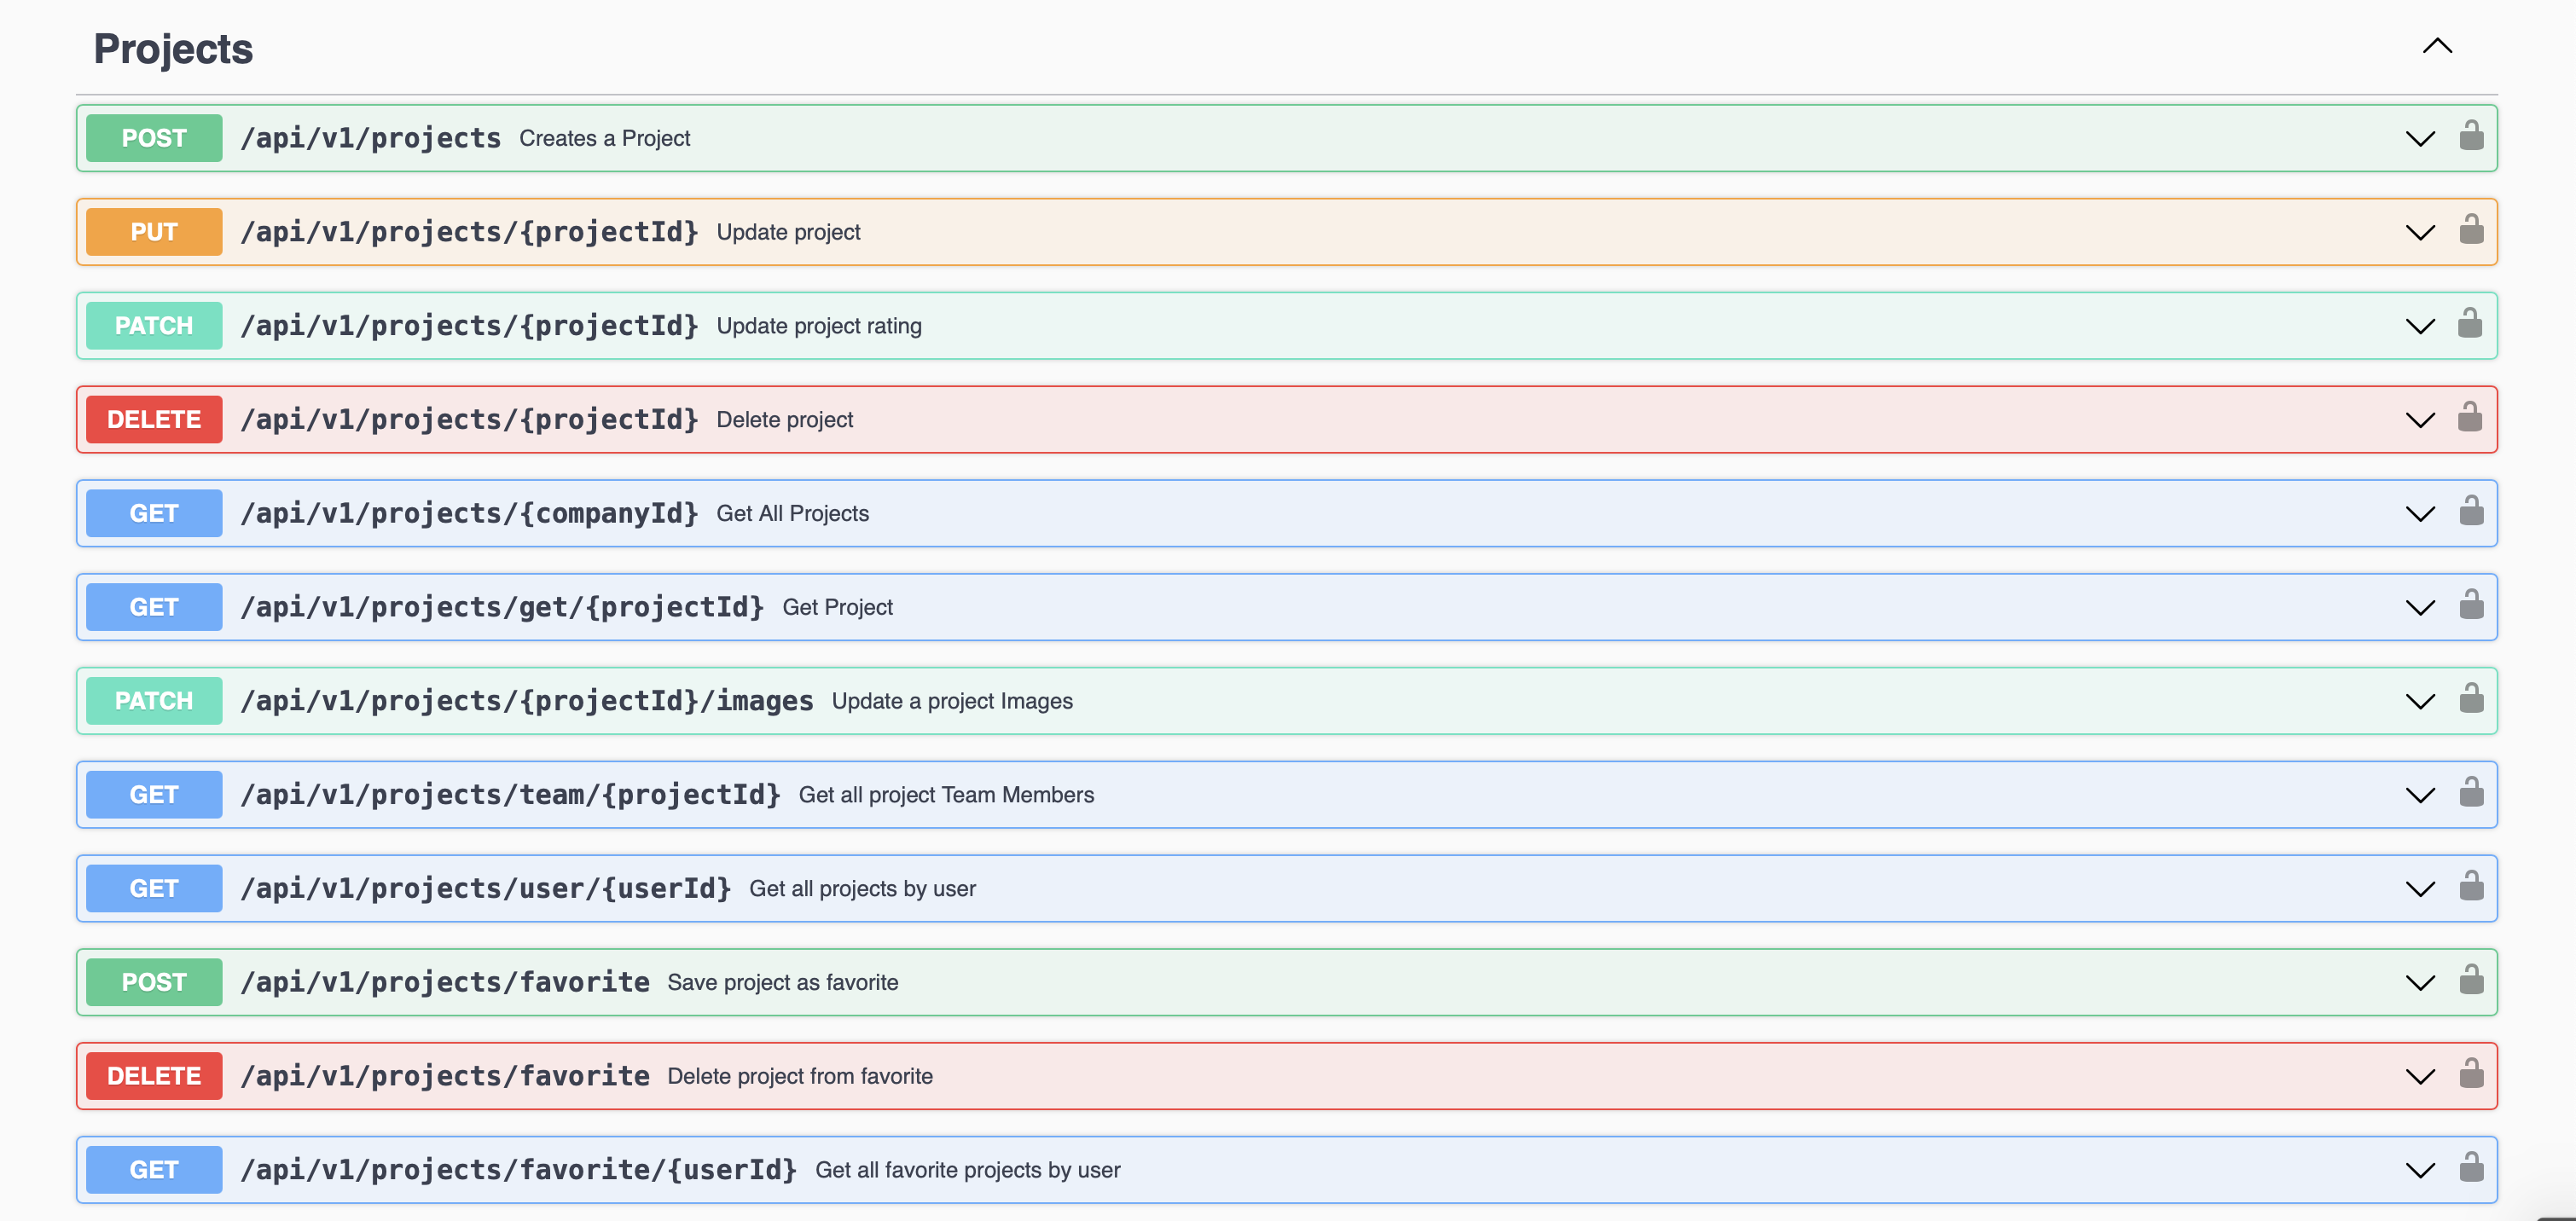 Projects
POST /api/v1/projects Creates a Project
PUT /api/v1/projects/{projectId} Update project
PATCH /api/v1/projects/{projectId} Update project rating
DELETE /api/v1/projects/{projectId} Delete project
GET /api/v1/projects/{companyId} Get All Projects
GET /api/v1/projects/get/{projectId} Get Project
PATCH /api/v1/projects/{projectId}/images Update a project Images
GET /api/v1/projects/team/{projectId} Get all project Team Members
GET /api/v1/projects/user/{userId} Get all projects by user
POST /api/v1/projects/favorite Save project as favorite
DELETE /api/v1/projects/favorite Delete project from favorite
GET /api/v1/projects/favorite/{userId} Get all favorite projects by user